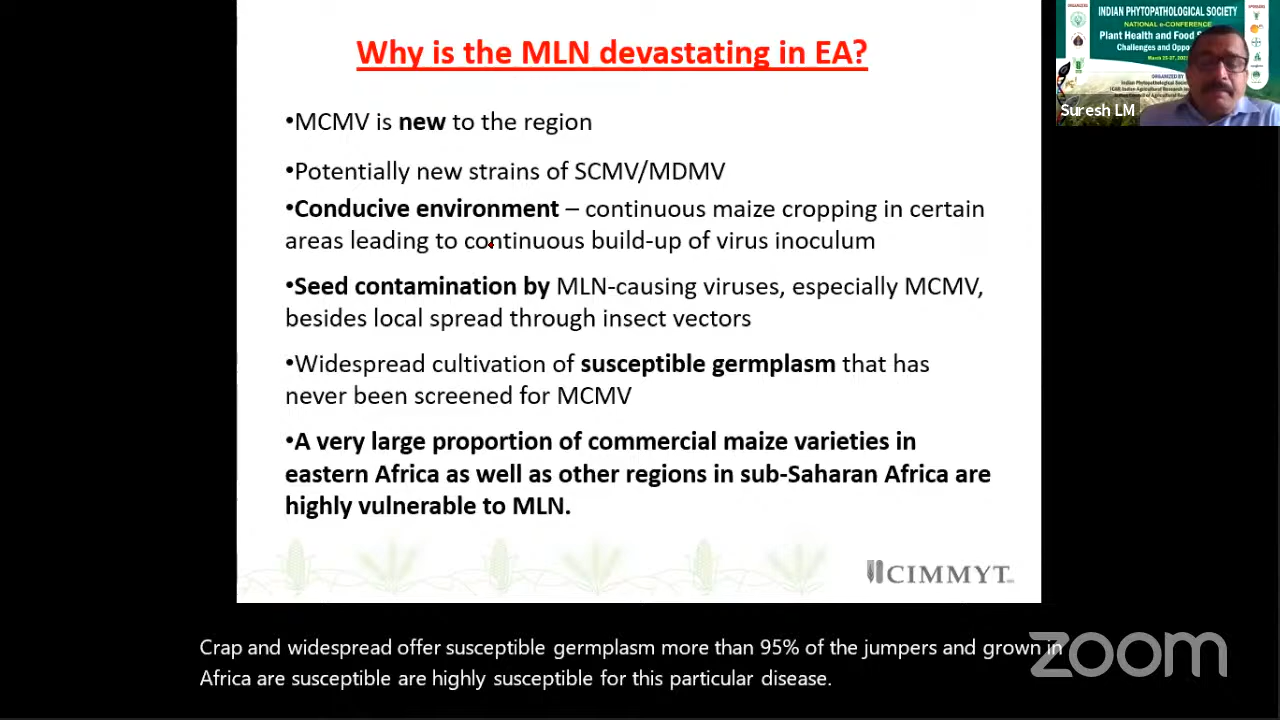 Why is the MLN devastating in EA?
•MCMV is new to the region
•Potentially new strains of SCMV/MDMV
•Conducive environment – continuous maize cropping in certain
areas leading to continuous build-up of virus inoculum
•Seed contamination by MLN-causing viruses, especially MCMV,
besides local spread through insect vectors
•Widespread cultivation of susceptible germplasm that has
never been screened for MCMV
•A very large proportion of commercial maize varieties in
eastern Africa as well as other regions in sub-Saharan Africa are
highly vulnerable to MLN.
CIMMYT
INDIAN PHYTOPATHOLOGICAL SOCIETY
NATIONAL e-CONFERENCE
Plant Health and Food
Challenges and
ORGANIZED BY
Suresh LM
Crap and widespread offer susceptible germplasm more than 95% of the jumpers and grown in
Africa are susceptible are highly susceptible for this particular disease.
zoom